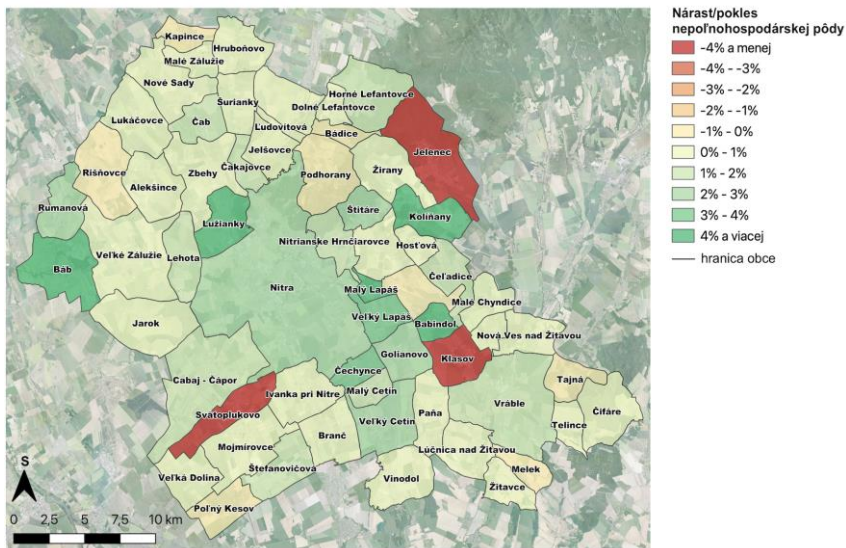 Nárast/pokles
nepoľnohospodárskej pôdy
-4% a menej
-4% - -3%
-3% - -2%
-2% - -1%
-1% - 0%
0% - 1%
1% - 2%
2% - 3%
3% - 4%
4% a viacej
hranica obce
Kapince
Hruboňovo
Malé Zálužie
Nové Sady
Horné Lefantovce
Šurianky
Dolné Lefantovce
Lukáčovce
Čab
Ludovítová
Bádice
Jelšovce
Jelenec
Rišňovce
Zbehy
Čakajovce
Podhorany
Žirany
Alekšince
Rumanová
Lužianky
Štitáre
Koliňany
Nitrianske Hrnčiarovce
Hosťová
Veľké Zálužie
Lehota
Báb
Čeľadice
Nitra
Malý Lapáš
Malé Chyndice
Veľký Lapáš
Babindol
Jarok
Nová Ves nad Žitavou
Golianovo
Klasov
Čechynce
Cabaj - Čápor
Tajná
Ivanka pri Nitre
Malý Cetín
Vráble
Čifáre
Svätoplukovo
Paňa
Veľký Cetín
Telince
Branč
Mojmírovce
Lúčnica nad Žitavou
Štefanovičová
Melek
Veľká Dolina
Vinodol
Žitavce
Poľný Kesov
S
0 2,5 5 7,5 10 km